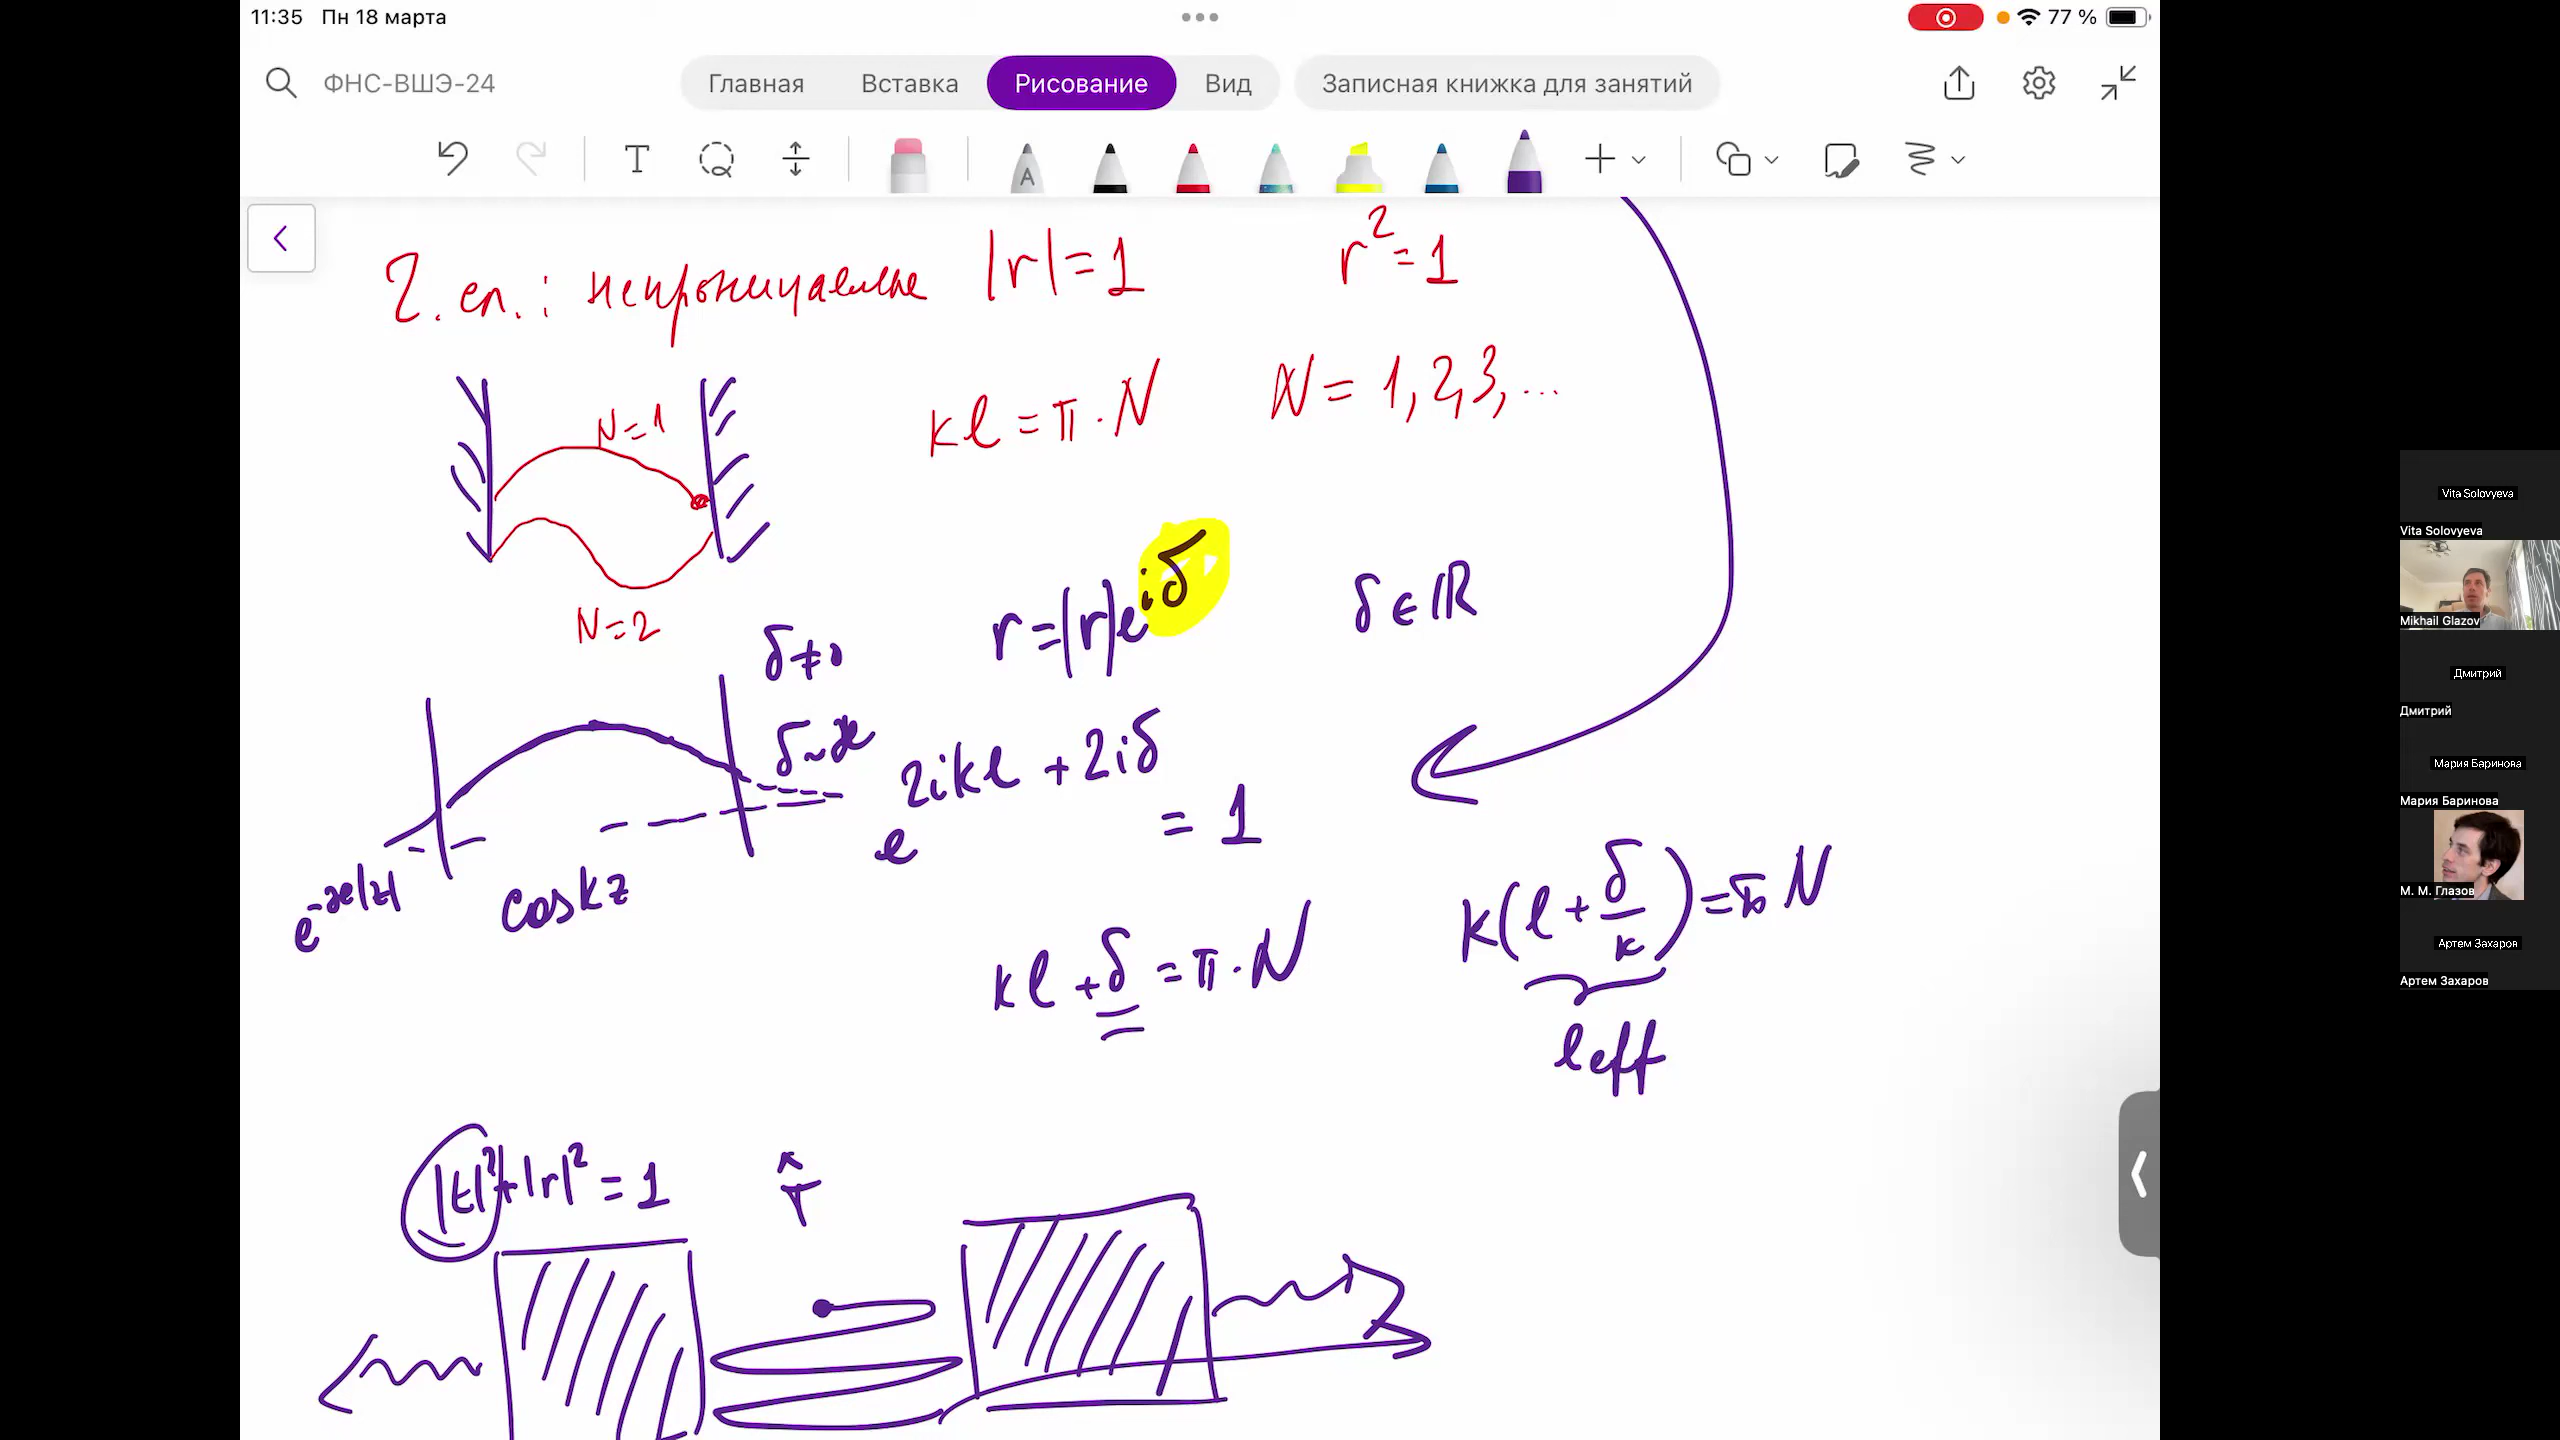 11:35 Пн 18 марта
77 %
ФНС-ВШЭ-24
Главная Вставка Рисование Вид Записная книжка для занятий
T
A
2. сл.: непроницаемые |r|=1 r²=1
kl = π·N N = 1,2,3,...
N=1
N=2
r=|r|e^{iδ} δ∈ℝ
δ≠0
δ~æ
e^{2ikl + 2iδ} = 1
e^{-æ|z|}
cos kz
kl + δ = π·N
k(l + δ/k) = π N
leff
|t|²+|r|² = 1
T̂
Vita Solovyeva
Vita Solovyeva
Mikhail Glazov
Дмитрий
Дмитрий
Мария Баринова
Мария Баринова
М. М. Глазов
Артем Захаров
Артем Захаров